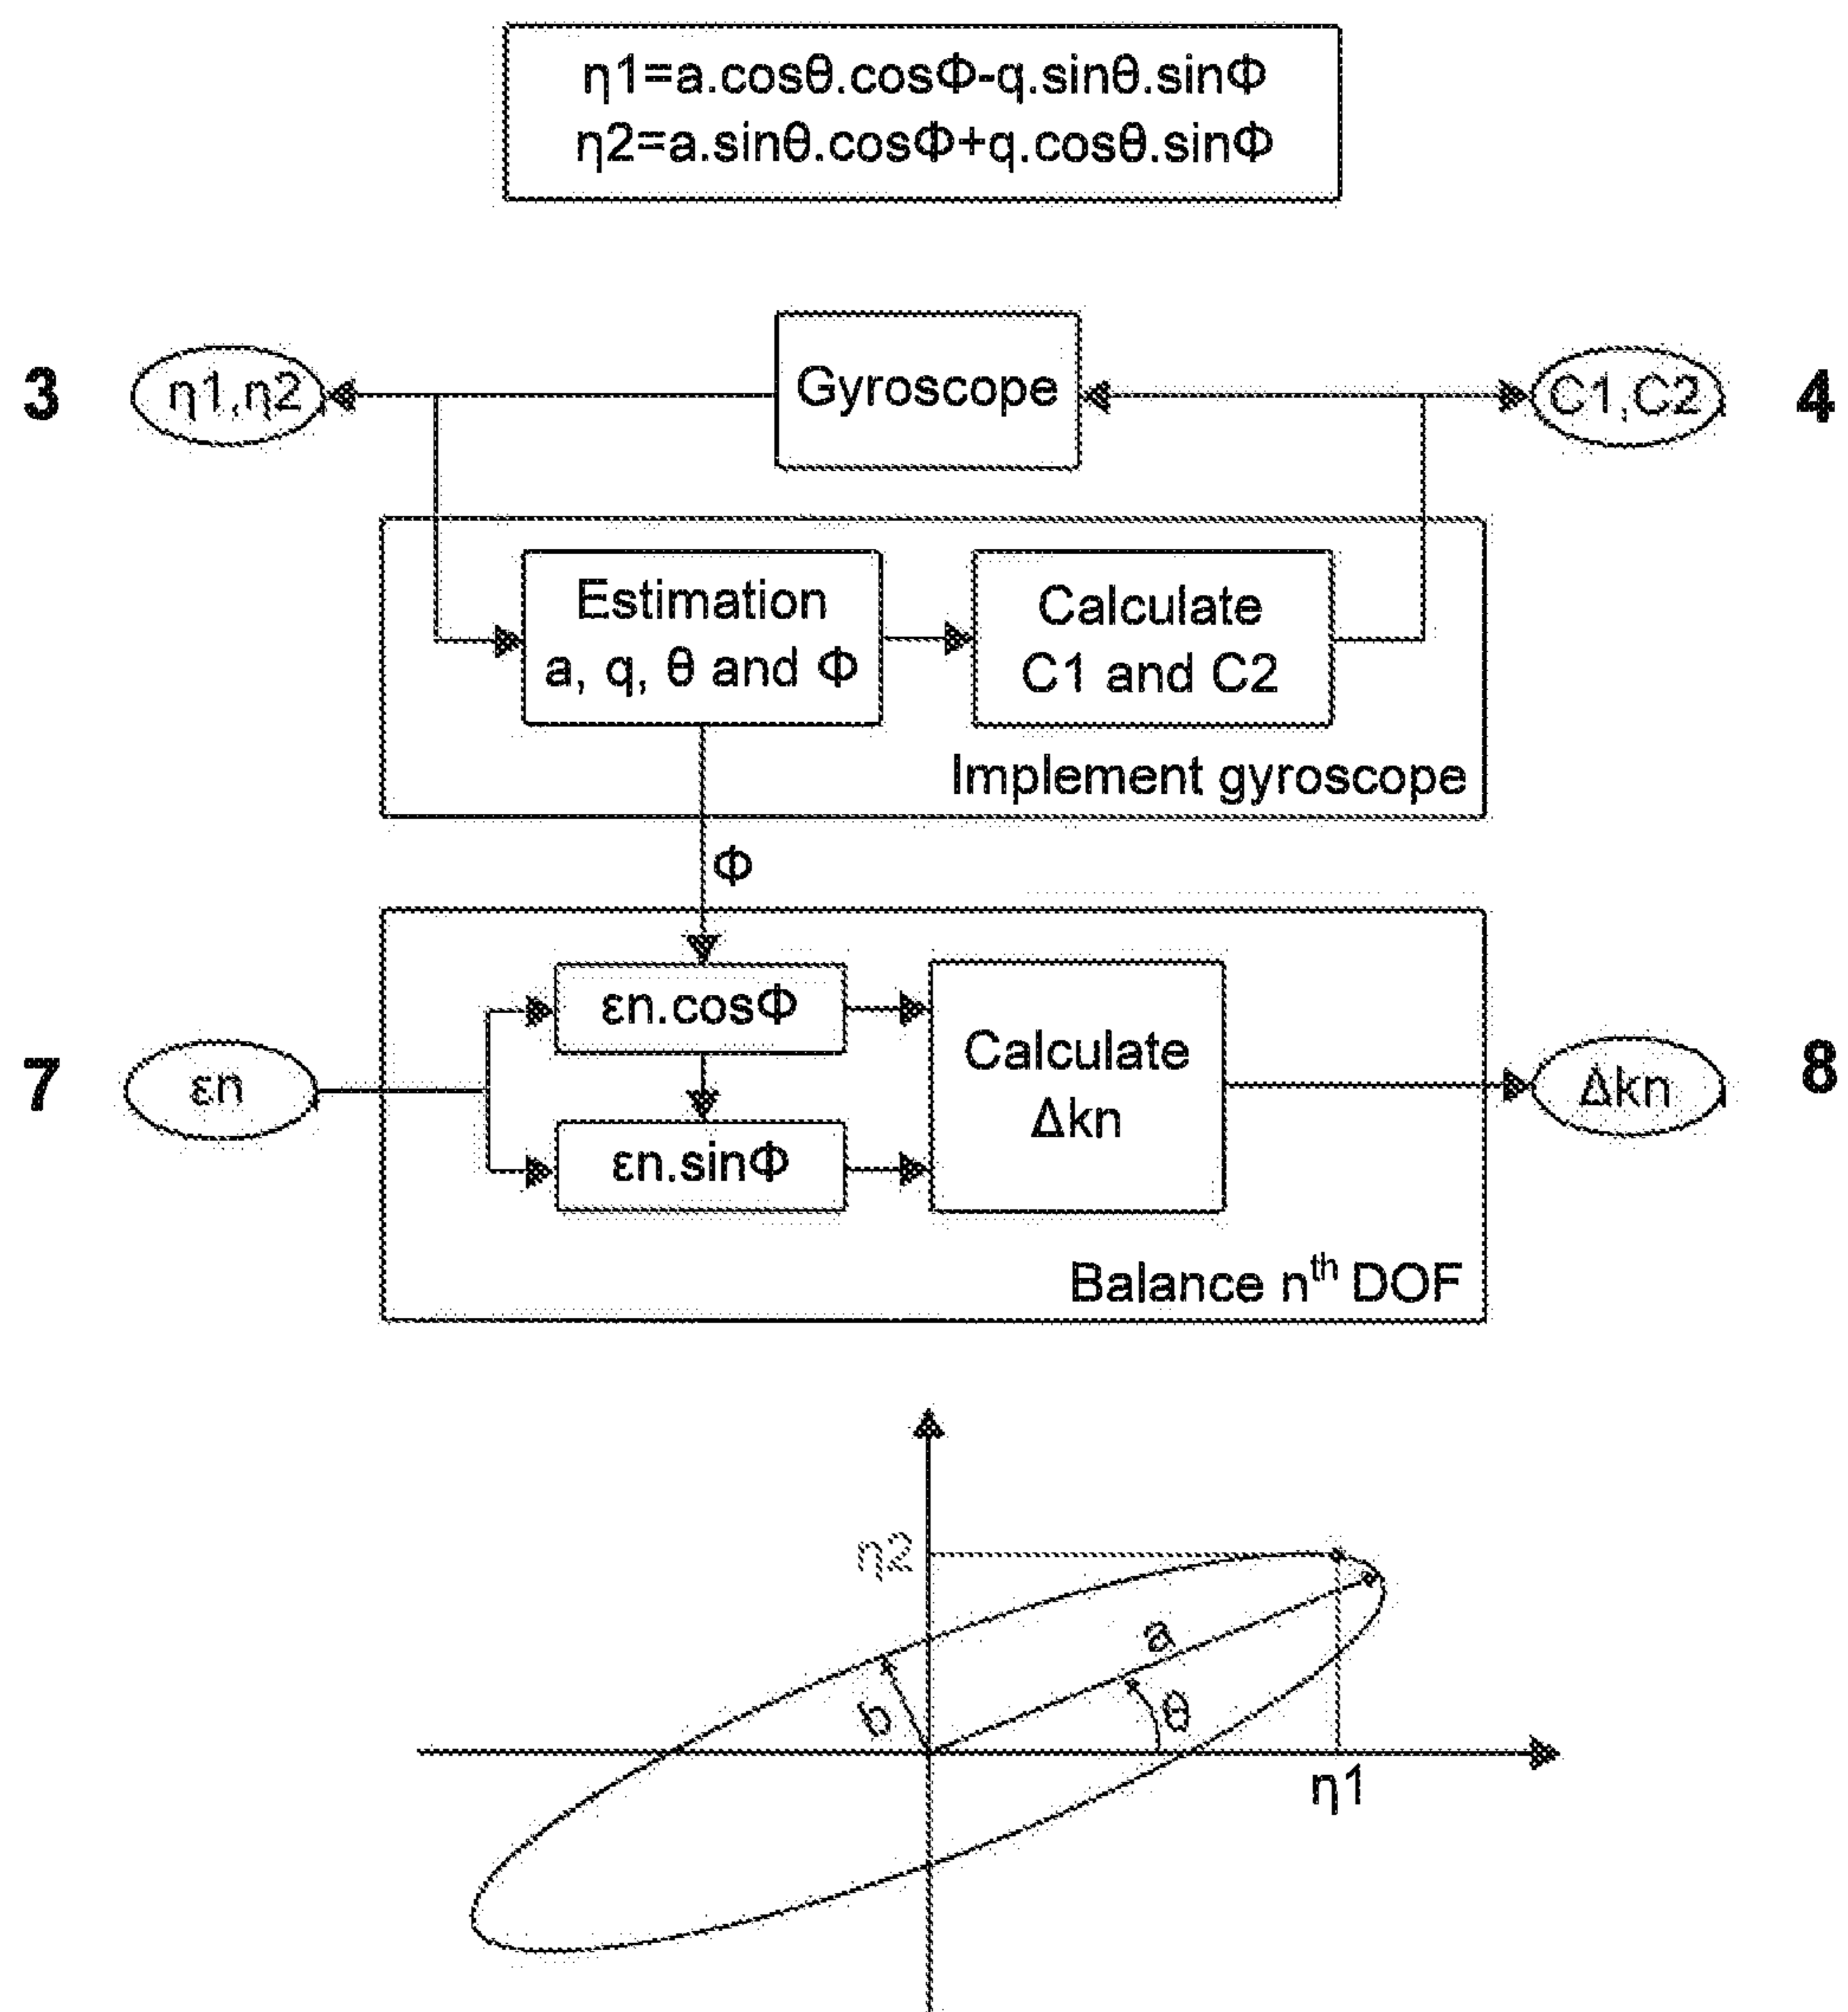 η1=a.cosθ.cosΦ-q.sinθ.sinΦ
η2=a.sinθ.cosΦ+q.cosθ.sinΦ
3
η1,η2
Gyroscope
C1,C2
4
Estimation
a, q, θ and Φ
Calculate
C1 and C2
Implement gyroscope
Φ
εn.cosΦ
7
εn
Calculate
Δkn
Δkn
8
εn.sinΦ
Balance nth DOF
η2
a
b
θ
η1